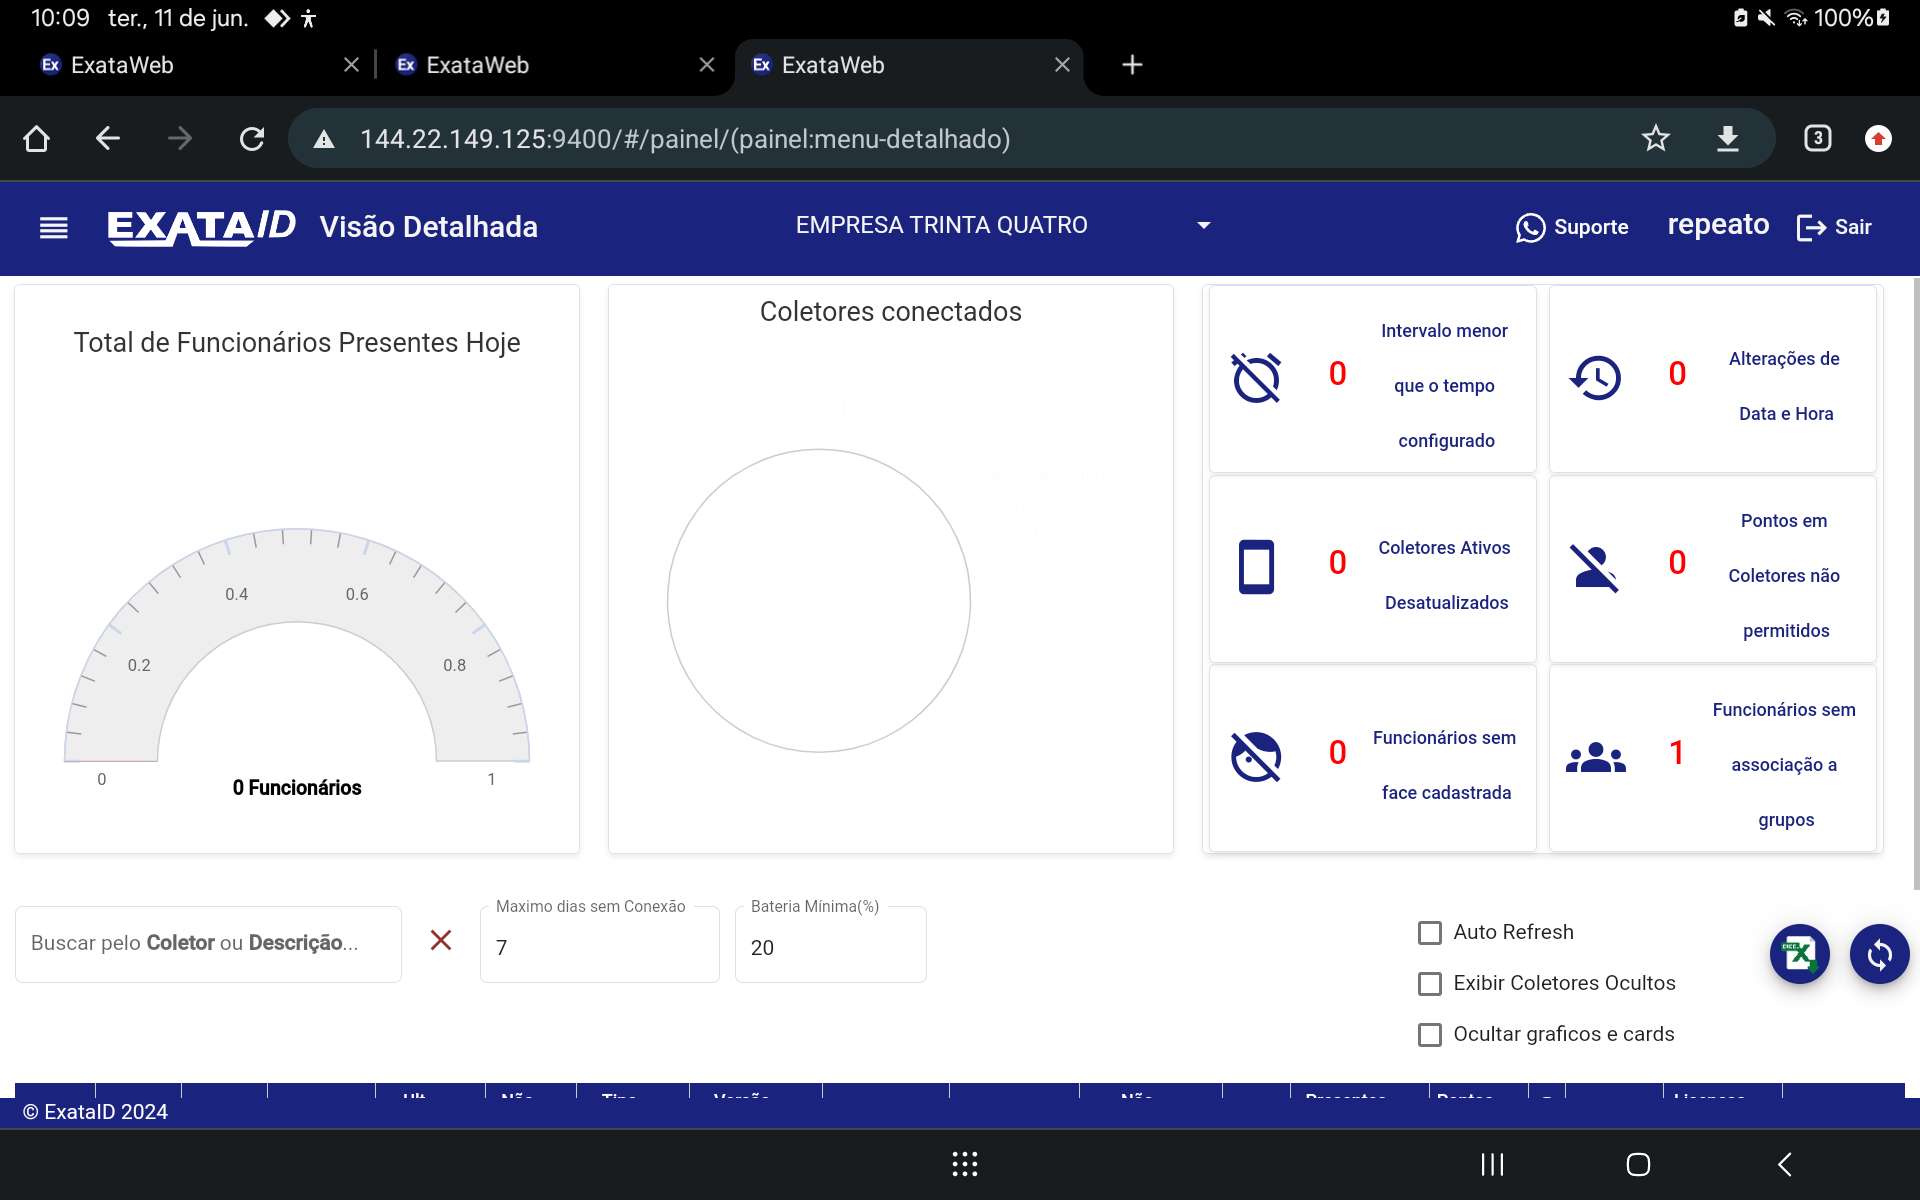 10:09 ter., 11 de jun. 100%
Ex ExataWeb Ex ExataWeb Ex ExataWeb
144.22.149.125:9400/#/painel/(painel:menu-detalhado) 3
EXATAID Visão Detalhada EMPRESA TRINTA QUATRO Suporte repeato Sair
Total de Funcionários Presentes Hoje
0.4 0.6
0.2 0.8
0 1
0 Funcionários
Coletores conectados
0 Intervalo menor
que o tempo
configurado
0 Alterações de
Data e Hora
0 Coletores Ativos
Desatualizados
0 Pontos em
Coletores não
permitidos
0 Funcionários sem
face cadastrada
1 Funcionários sem
associação a
grupos
Buscar pelo Coletor ou Descrição...
Maximo dias sem Conexão
7
Bateria Mínima(%)
20
Auto Refresh
Exibir Coletores Ocultos
Ocultar graficos e cards
© ExataID 2024